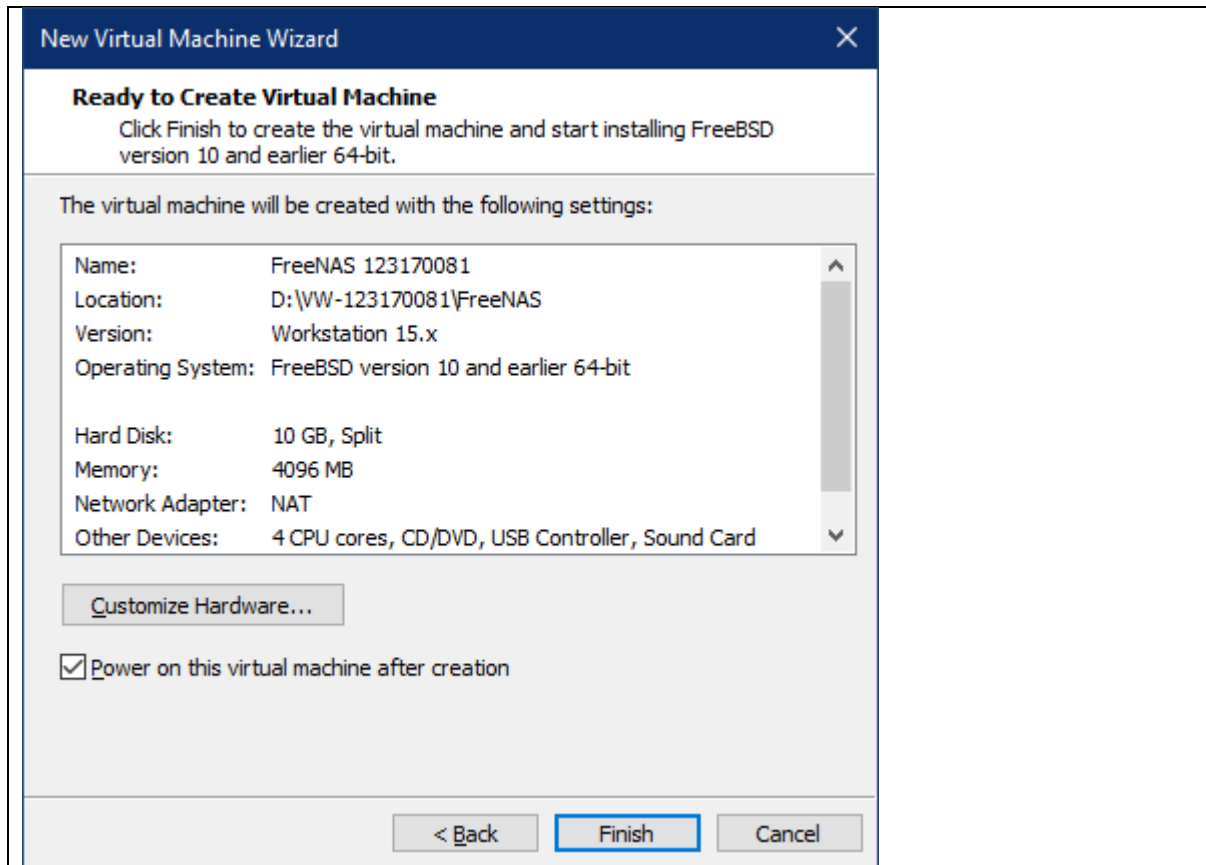 New Virtual Machine Wizard
Ready to Create Virtual Machine
Click Finish to create the virtual machine and start installing FreeBSD
version 10 and earlier 64-bit.
The virtual machine will be created with the following settings:
Name: FreeNAS 123170081
Location: D:\VW-123170081\FreeNAS
Version: Workstation 15.x
Operating System: FreeBSD version 10 and earlier 64-bit
Hard Disk: 10 GB, Split
Memory: 4096 MB
Network Adapter: NAT
Other Devices: 4 CPU cores, CD/DVD, USB Controller, Sound Card
Customize Hardware...
Power on this virtual machine after creation
< Back Finish Cancel